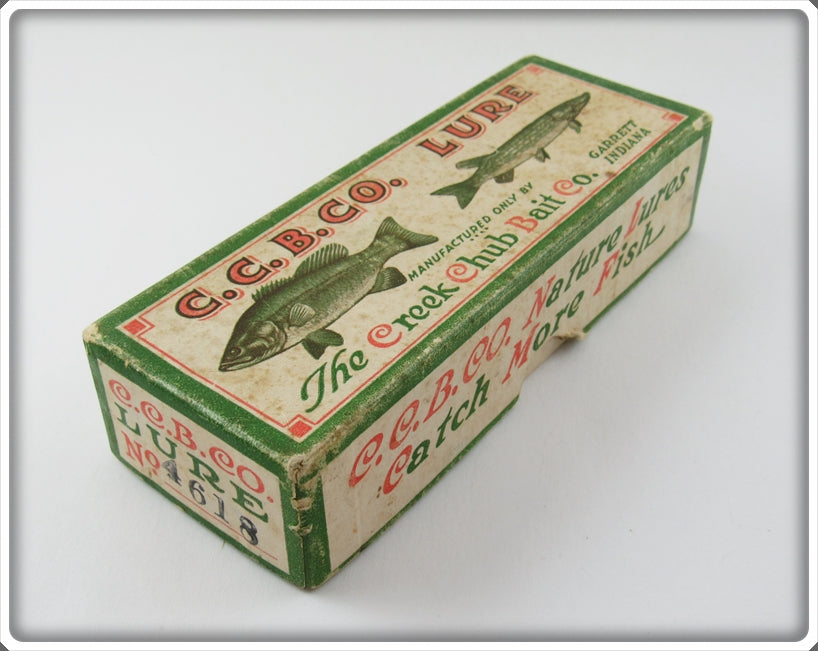 C.C.B.CO. LURE
MANUFACTURED ONLY BY
GARRETT
INDIANA
The Creek Chub Bait Co.
C.C.B.CO. Nature Lures
Catch More Fish
C.C.B.CO.
LURE
No 4618